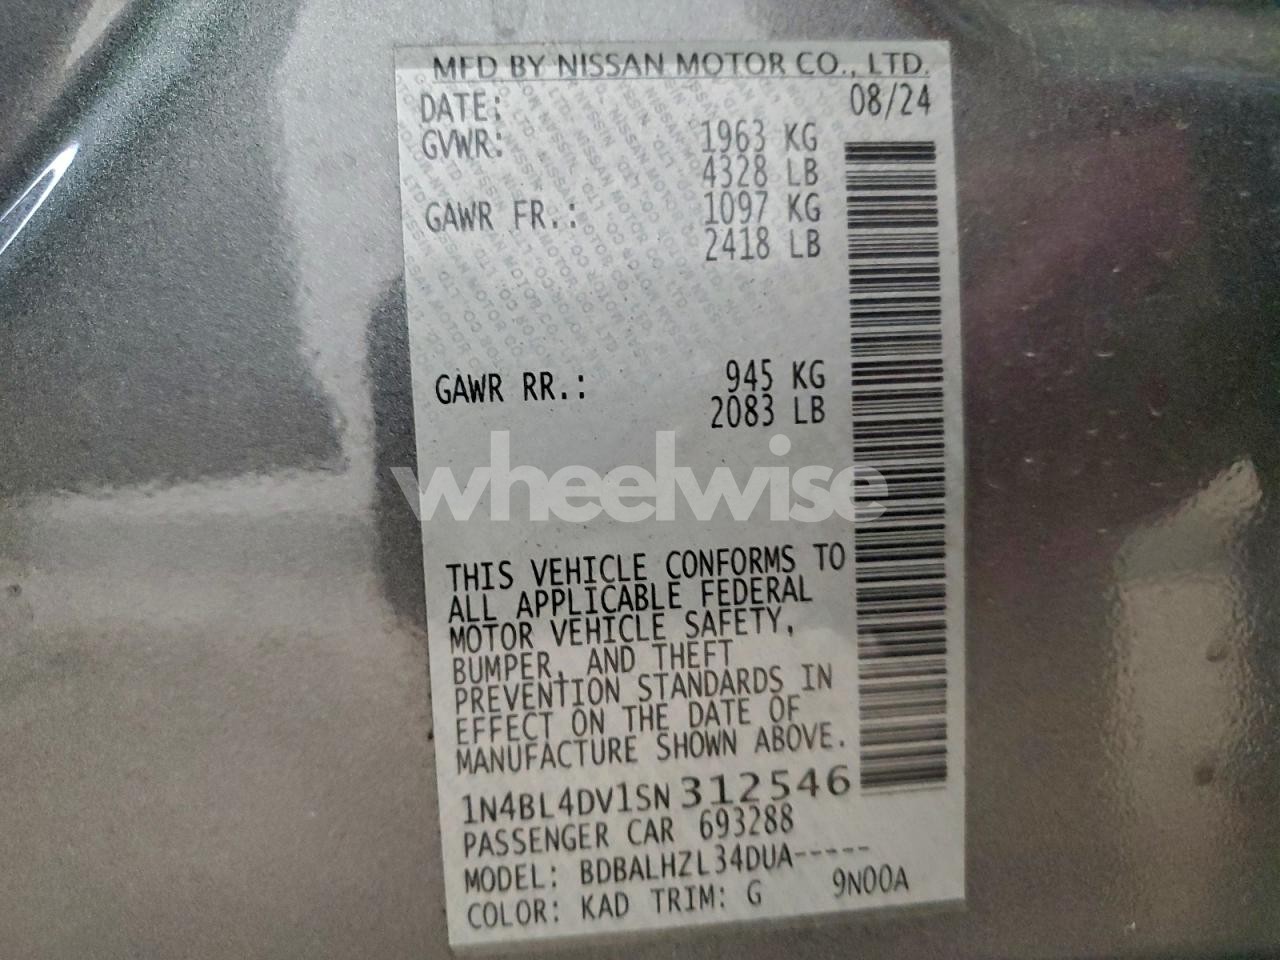 MFD BY NISSAN MOTOR CO., LTD.
DATE: 08/24
GVWR: 1963 KG
4328 LB
GAWR FR.: 1097 KG
2418 LB
GAWR RR.: 945 KG
2083 LB
wheelwise
THIS VEHICLE CONFORMS TO
ALL APPLICABLE FEDERAL
MOTOR VEHICLE SAFETY,
BUMPER, AND THEFT
PREVENTION STANDARDS IN
EFFECT ON THE DATE OF
MANUFACTURE SHOWN ABOVE.
1N4BL4DV1SN312546
PASSENGER CAR 693288
MODEL: BDBALHZL34DUA-----
COLOR: KAD TRIM: G 9N00A